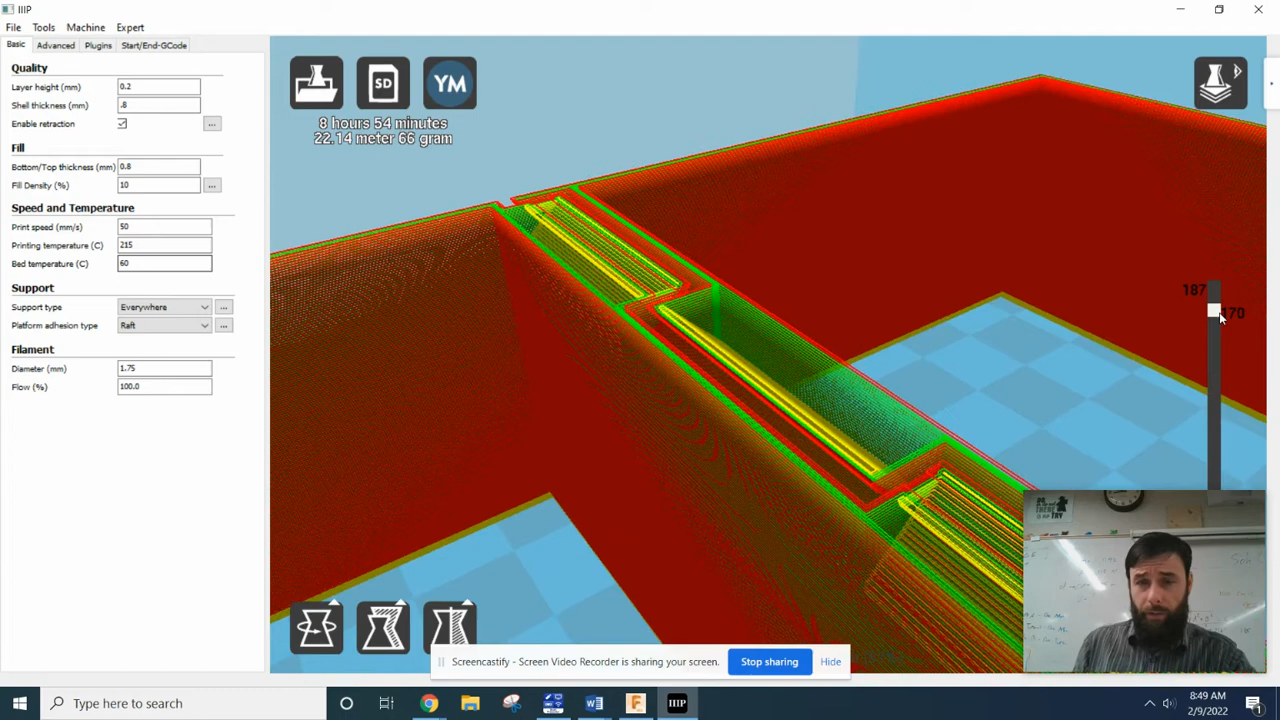 IIIP
File Tools Machine Expert
Basic Advanced Plugins Start/End-GCode
Quality
Layer height (mm) 0.2
Shell thickness (mm) .8
Enable retraction ...
Fill
Bottom/Top thickness (mm) 0.8
Fill Density (%) 10 ...
Speed and Temperature
Print speed (mm/s) 50
Printing temperature (C) 215
Bed temperature (C) 60
Support
Support type Everywhere ...
Platform adhesion type Raft ...
Filament
Diameter (mm) 1.75
Flow (%) 100.0
SD YM
8 hours 54 minutes
22.14 meter 66 gram
187
TRY
Screencastify - Screen Video Recorder is sharing your screen. Stop sharing Hide
Type here to search
IIIP
8:49 AM
2/9/2022
1